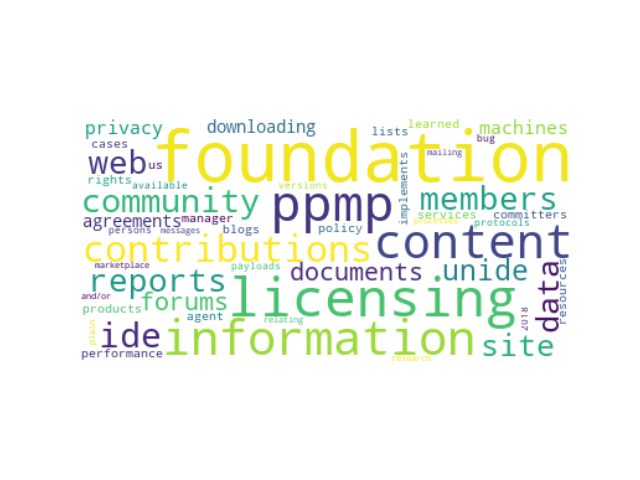 privacy downloading lists learned machines
cases bug
foundation
web us mailing
rights available versions implements
community ppmp members
agreements manager services committers
persons messages blogs policy processes protocols
contributions content
marketplace payloads documents unide data resources
reports
and/or forums licensing
products agent relating 2018
plain ide information site
performance research